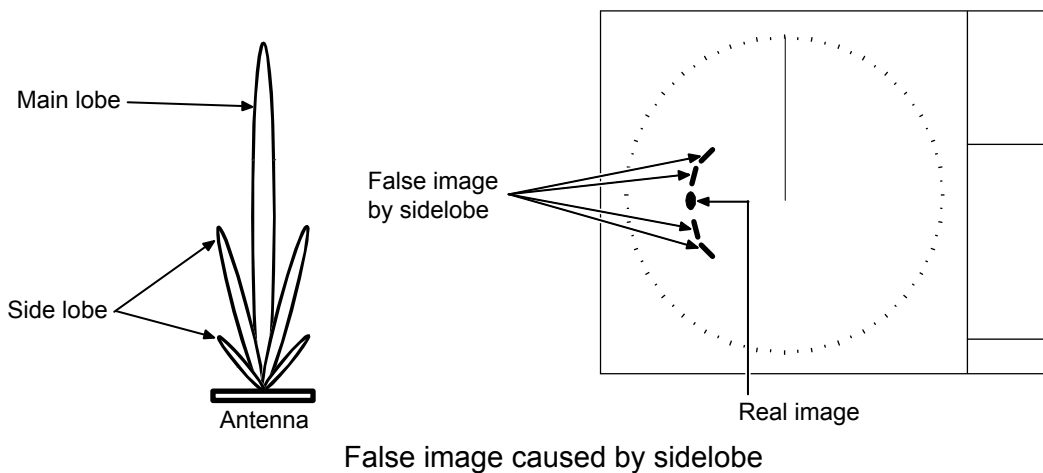 Main lobe
Side lobe
Antenna
False image
by sidelobe
Real image
False image caused by sidelobe